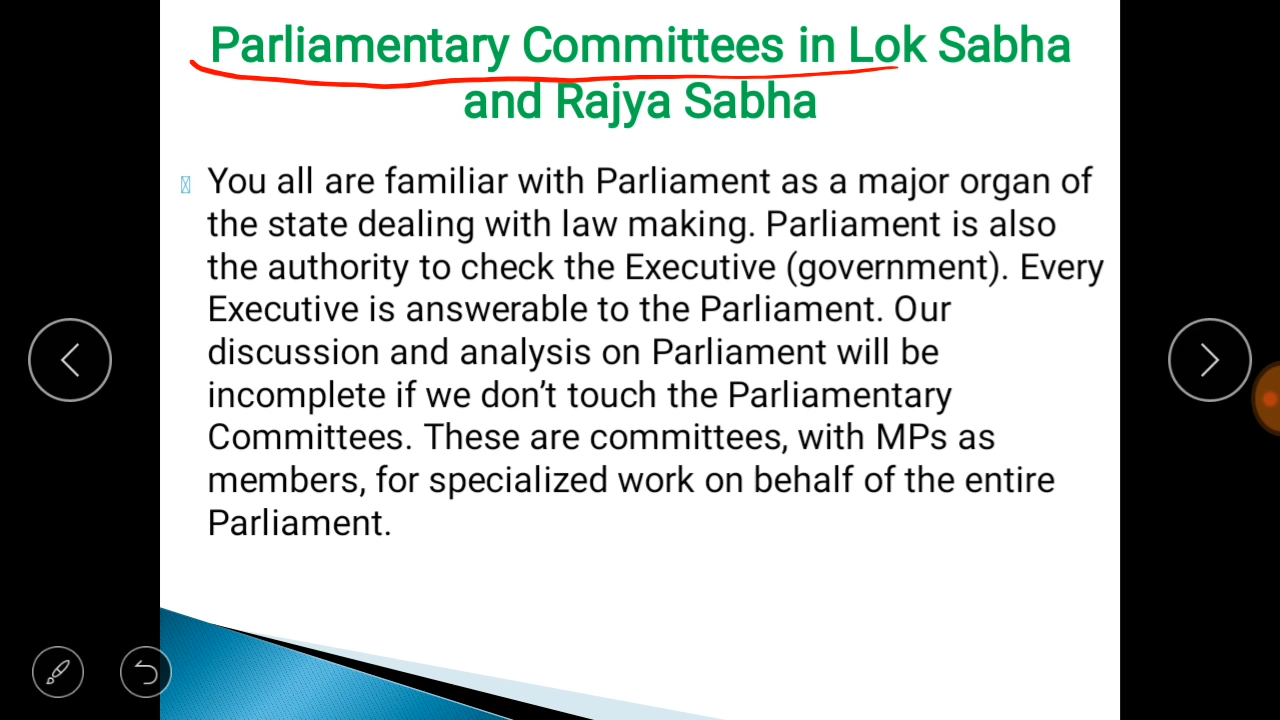 Parliamentary Committees in Lok Sabha
and Rajya Sabha
You all are familiar with Parliament as a major organ of
the state dealing with law making. Parliament is also
the authority to check the Executive (government). Every
Executive is answerable to the Parliament. Our
discussion and analysis on Parliament will be
incomplete if we don’t touch the Parliamentary
Committees. These are committees, with MPs as
members, for specialized work on behalf of the entire
Parliament.